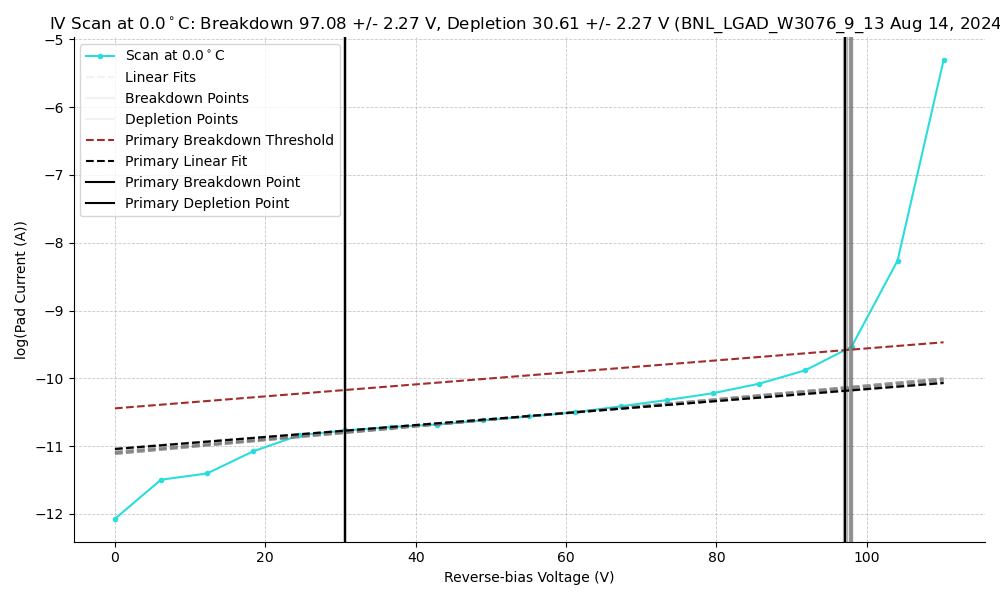 IV Scan at 0.0°C: Breakdown 97.08 +/- 2.27 V, Depletion 30.61 +/- 2.27 V (BNL_LGAD_W3076_9_13 Aug 14, 2024
Scan at 0.0°C
Linear Fits
Breakdown Points
Depletion Points
Primary Breakdown Threshold
Primary Linear Fit
Primary Breakdown Point
Primary Depletion Point
log(Pad Current (A))
−5
−6
−7
−8
−9
−10
−11
−12
0 20 40 60 80 100
Reverse-bias Voltage (V)